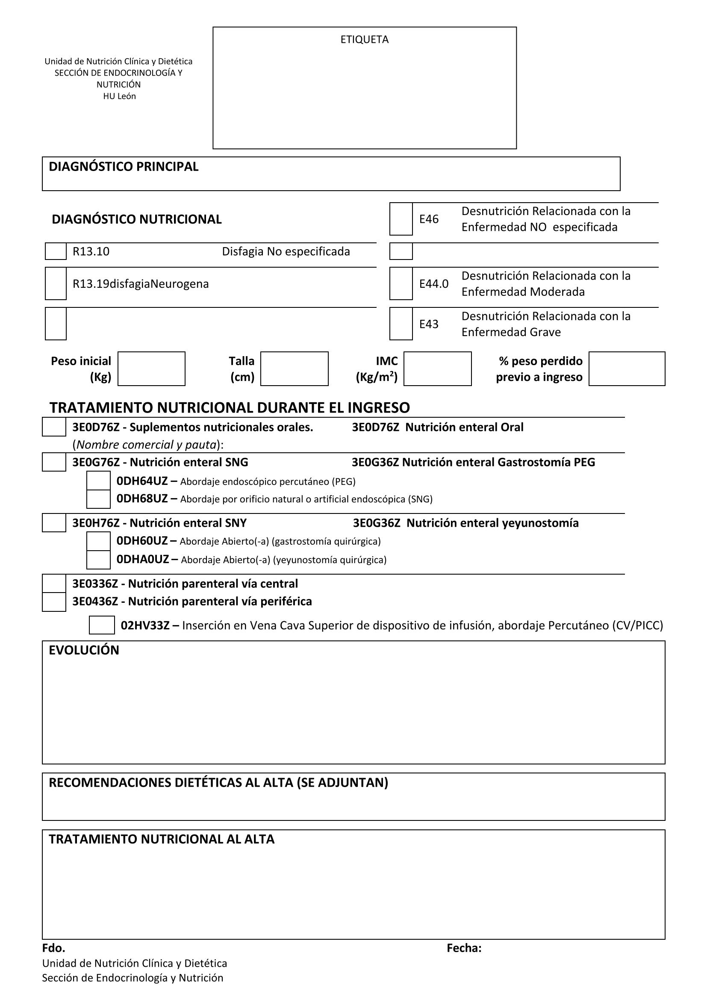 ETIQUETA
Unidad de Nutrición Clínica y Dietética
SECCIÓN DE ENDOCRINOLOGÍA Y
NUTRICIÓN
HU León
DIAGNÓSTICO PRINCIPAL
DIAGNÓSTICO NUTRICIONAL
E46 Desnutrición Relacionada con la
Enfermedad NO  especificada
R13.10 Disfagia No especificada
R13.19disfagiaNeurogena
E44.0 Desnutrición Relacionada con la
Enfermedad Moderada
E43 Desnutrición Relacionada con la
Enfermedad Grave
Peso inicial
(Kg)
Talla
(cm)
IMC
(Kg/m²)
% peso perdido
previo a ingreso
TRATAMIENTO NUTRICIONAL DURANTE EL INGRESO
3E0D76Z - Suplementos nutricionales orales. 3E0D76Z  Nutrición enteral Oral
(Nombre comercial y pauta):
3E0G76Z - Nutrición enteral SNG 3E0G36Z Nutrición enteral Gastrostomía PEG
0DH64UZ – Abordaje endoscópico percutáneo (PEG)
0DH68UZ – Abordaje por orificio natural o artificial endoscópica (SNG)
3E0H76Z - Nutrición enteral SNY 3E0G36Z  Nutrición enteral yeyunostomía
0DH60UZ – Abordaje Abierto(-a) (gastrostomía quirúrgica)
0DHA0UZ – Abordaje Abierto(-a) (yeyunostomía quirúrgica)
3E0336Z - Nutrición parenteral vía central
3E0436Z - Nutrición parenteral vía periférica
02HV33Z – Inserción en Vena Cava Superior de dispositivo de infusión, abordaje Percutáneo (CV/PICC)
EVOLUCIÓN
RECOMENDACIONES DIETÉTICAS AL ALTA (SE ADJUNTAN)
TRATAMIENTO NUTRICIONAL AL ALTA
Fdo. Fecha:
Unidad de Nutrición Clínica y Dietética
Sección de Endocrinología y Nutrición